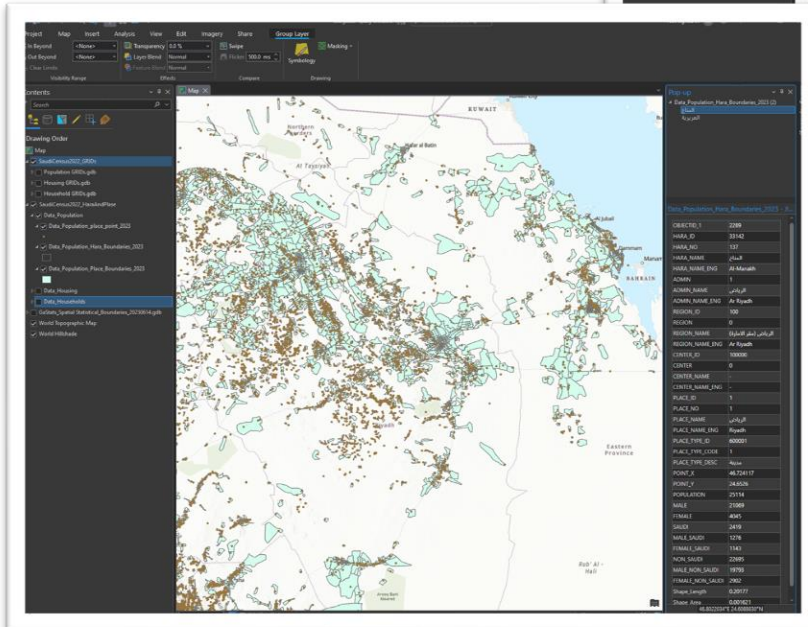 Project Map Insert Analysis View Edit Imagery Share Group Layer
In Beyond <None>
Out Beyond <None>
Clear Limits
Visibility Range
Transparency 0.0 %
Layer Blend Normal
Feature Blend Normal
Effects
Swipe
Flicker 500.0 ms
Compare
Symbology
Masking
Drawing
Contents
Search
Drawing Order
Map
SaudiCensus2022_GRIDs
Population GRIDs.gdb
Housing GRIDs.gdb
Household GRIDs.gdb
SaudiCensus2022_HaraAndPlase
Data_Population
Data_Population_place_point_2023
Data_Population_Hara_Boundaries_2023
Data_Population_Place_Boundaries_2023
Data_Housing
Data_Households
GaStats_Spatial Statistical_Boundaries_20230614.gdb
World Topographic Map
World Hillshade
Map
KUWAIT
Northern Borders
Hafar al Batin
At Taysiyah
Al Jubail
Dammam
BAHRAIN
Riyadh
Eastern Province
Rub' Al - Hali
Pop-up
Data_Population_Hara_Boundaries_2023 (2)
المناخ
العزيزية
OBJECTID_1 2289
HARA_ID 33142
HARA_NO 137
HARA_NAME المناخ
HARA_NAME_ENG Al-Manakh
ADMIN 1
ADMIN_NAME الرياض
ADMIN_NAME_ENG Ar Riyadh
REGION_ID 100
REGION 0
REGION_NAME الرياض (مقر الامارة)
REGION_NAME_ENG Ar Riyadh
CENTER_ID 100000
CENTER 0
CENTER_NAME -
CENTER_NAME_ENG -
PLACE_ID 1
PLACE_NO 1
PLACE_NAME الرياض
PLACE_NAME_ENG Riyadh
PLACE_TYPE_ID 600001
PLACE_TYPE_CODE 1
PLACE_TYPE_DESC مدينة
POINT_X 46.724117
POINT_Y 24.6526
POPULATION 25114
MALE 21069
FEMALE 4045
SAUDI 2419
MALE_SAUDI 1276
FEMALE_SAUDI 1143
NON_SAUDI 22695
MALE_NON_SAUDI 19793
FEMALE_NON_SAUDI 2902
Shape_Length 0.20177
Shape_Area 0.001621